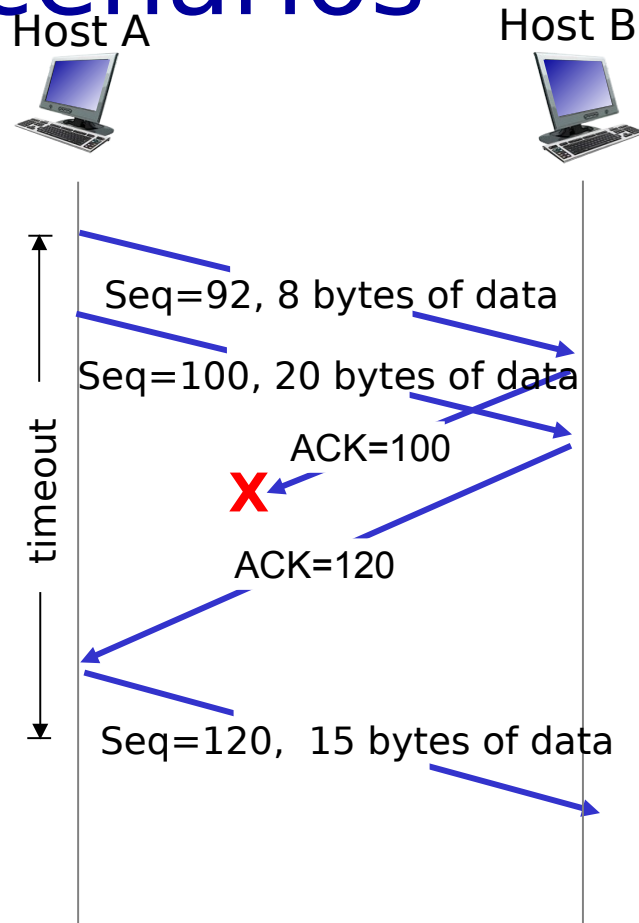 cenarios
Host A
Host B
Seq=92, 8 bytes of data
Seq=100, 20 bytes of data
ACK=100
X
timeout
ACK=120
Seq=120, 15 bytes of data